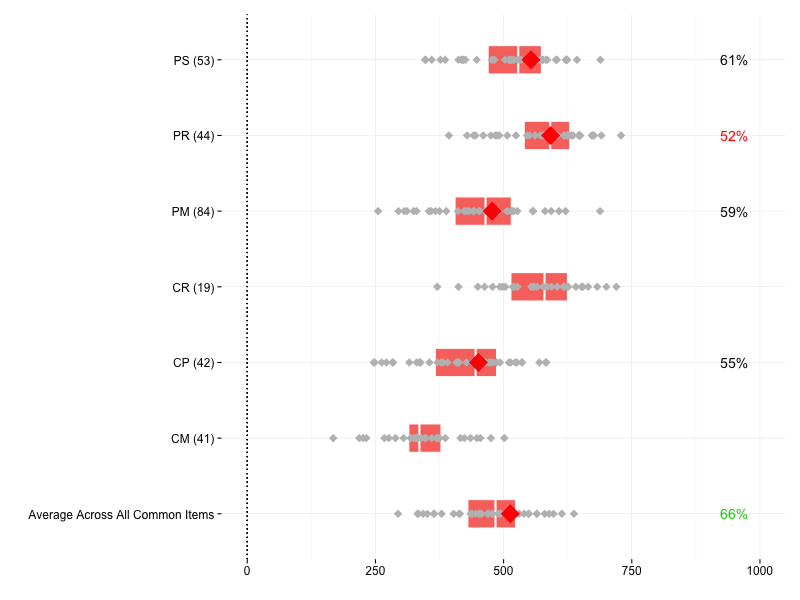 PS (53) 61%
PR (44) 52%
PM (84) 59%
CR (19)
CP (42) 55%
CM (41)
Average Across All Common Items 66%
0 250 500 750 1000